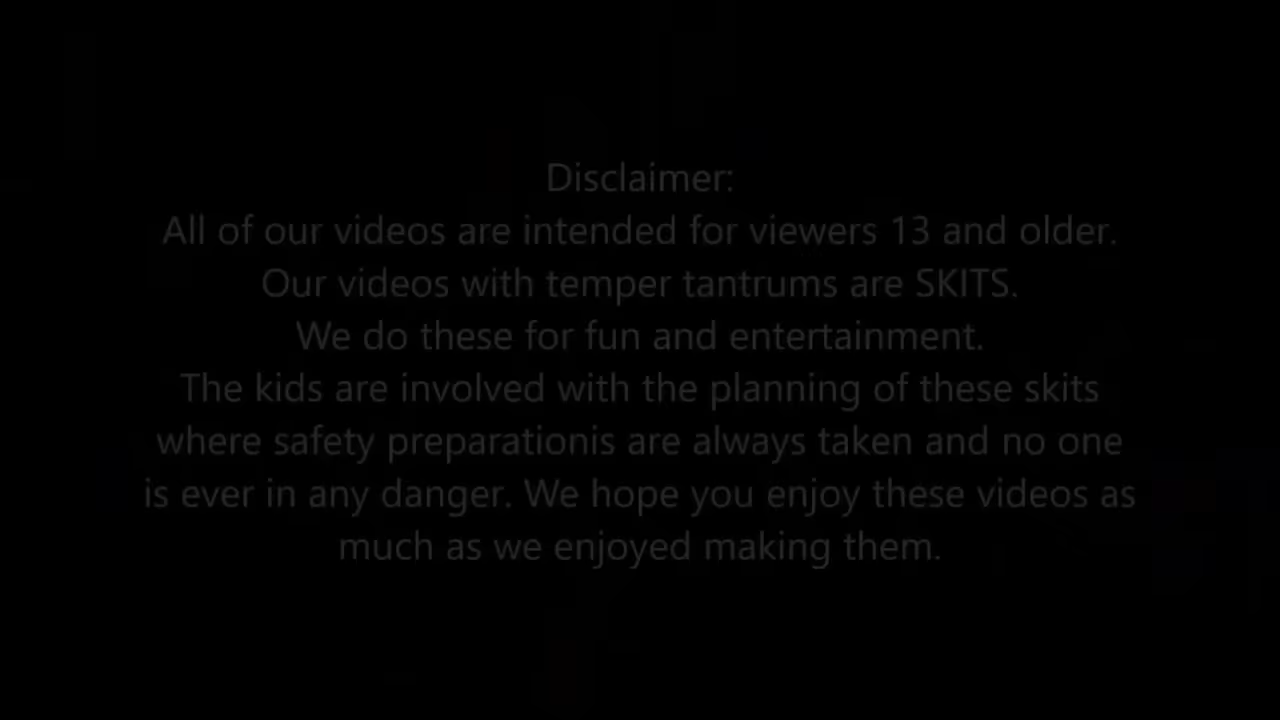 Disclaimer:
All of our videos are intended for viewers 13 and older.
Our videos with temper tantrums are SKITS.
We do these for fun and entertainment.
The kids are involved with the planning of these skits
where safety preparationis are always taken and no one
is ever in any danger. We hope you enjoy these videos as
much as we enjoyed making them.